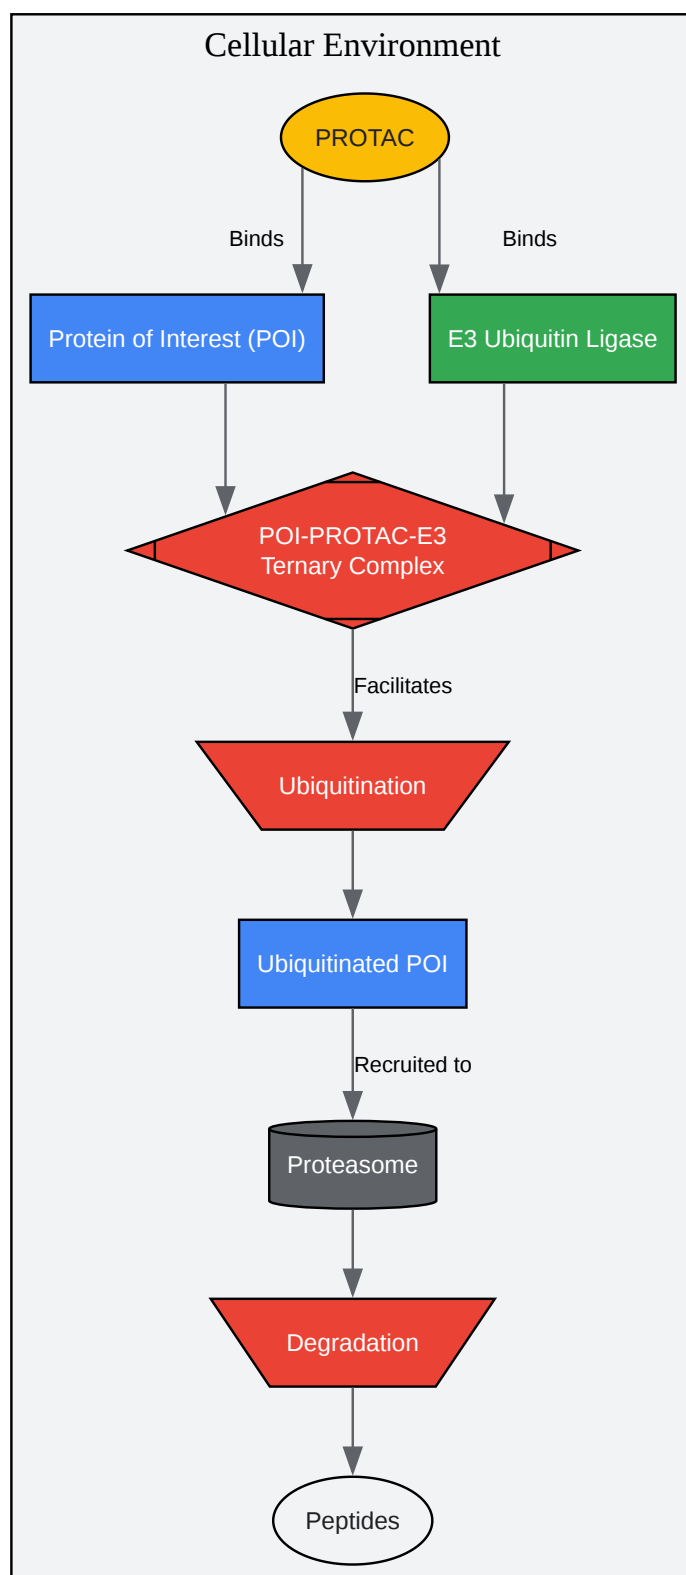 Cellular Environment
PROTAC
Binds
Binds
Protein of Interest (POI)
E3 Ubiquitin Ligase
POI-PROTAC-E3
Ternary Complex
Facilitates
Ubiquitination
Ubiquitinated POI
Recruited to
Proteasome
Degradation
Peptides